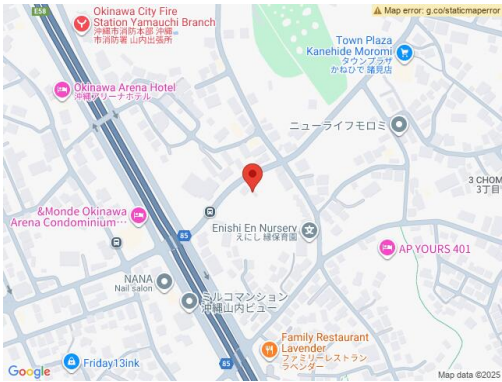 E58
Okinawa City Fire
Station Yamauchi Branch
沖縄市消防本部 沖縄
市消防署 山内出張所
Map error: g.co/staticmaperror
Town Plaza
Kanehide Moromi
タウンプラザ
かねひで 諸見店
Okinawa Arena Hotel
沖縄アリーナホテル
ニューライフモロミ
3 CHOM
3丁目
&Monde Okinawa
Arena Condominium…
85
Enishi En Nurserv
えにし 縁保育園
AP.YOURS 401
NANA
Nail salon
ミルコマンション
沖縄山内ビュー
85
Family Restaurant
Lavender
ファミリーレストラン
ラベンダー
Friday13ink
Google
Map data ©2025